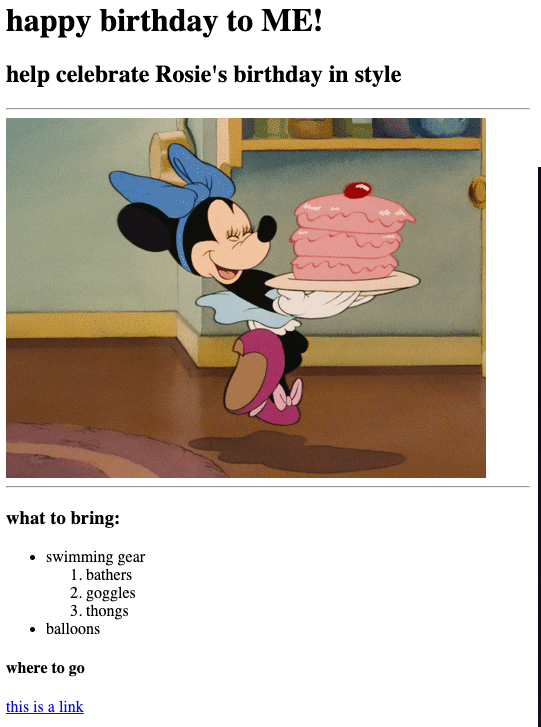 happy birthday to ME!
help celebrate Rosie's birthday in style
what to bring:
• swimming gear
1. bathers
2. goggles
3. thongs
• balloons
where to go
this is a link